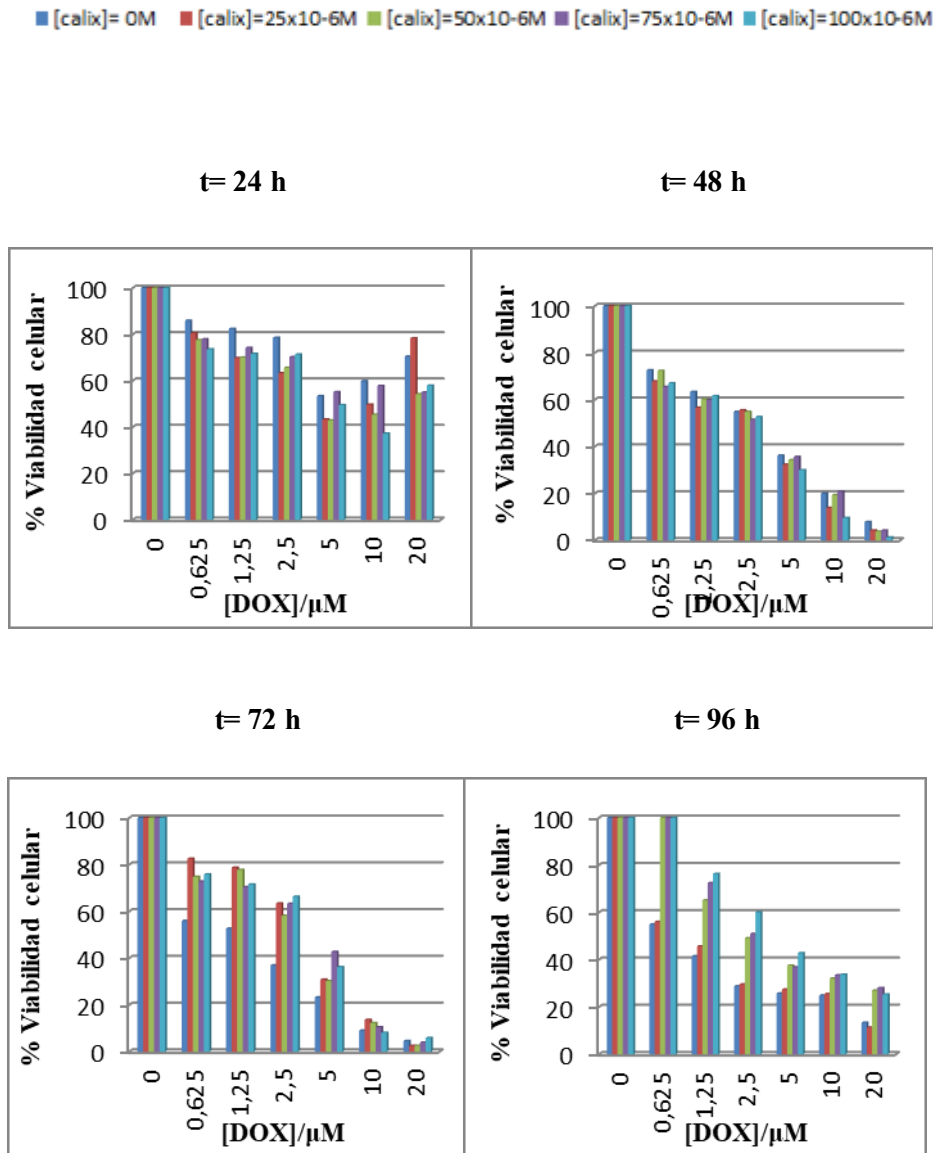 [calix]= 0M [calix]=25x10-6M [calix]=50x10-6M [calix]=75x10-6M [calix]=100x10-6M
t= 24 h
t= 48 h
% Viabilidad celular
100
80
60
40
20
0
0 0,625 1,25 2,5 5 10 20
[DOX]/µM
% Viabilidad celular
100
80
60
40
20
0
0 0,625 1,25 2,5 5 10 20
[DOX]/µM
t= 72 h
t= 96 h
% Viabilidad celular
100
80
60
40
20
0
0 0,625 1,25 2,5 5 10 20
[DOX]/µM
% Viabilidad celular
100
80
60
40
20
0
0 0,625 1,25 2,5 5 10 20
[DOX]/µM